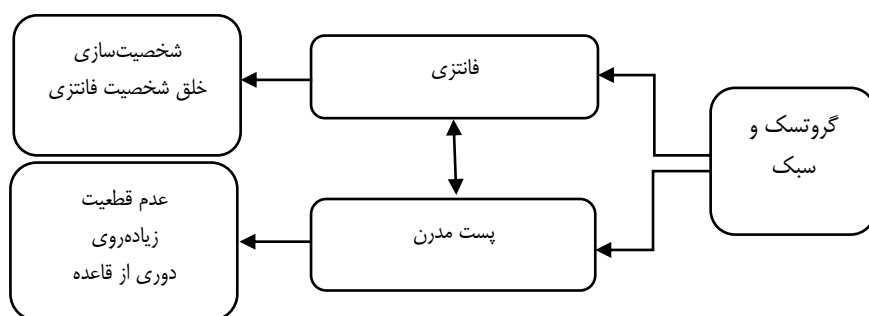 گروتسک و
سبک
فانتزی
شخصیت‌سازی
خلق شخصیت فانتزی
پست مدرن
عدم قطعیت
زیاده‌روی
دوری از قاعده